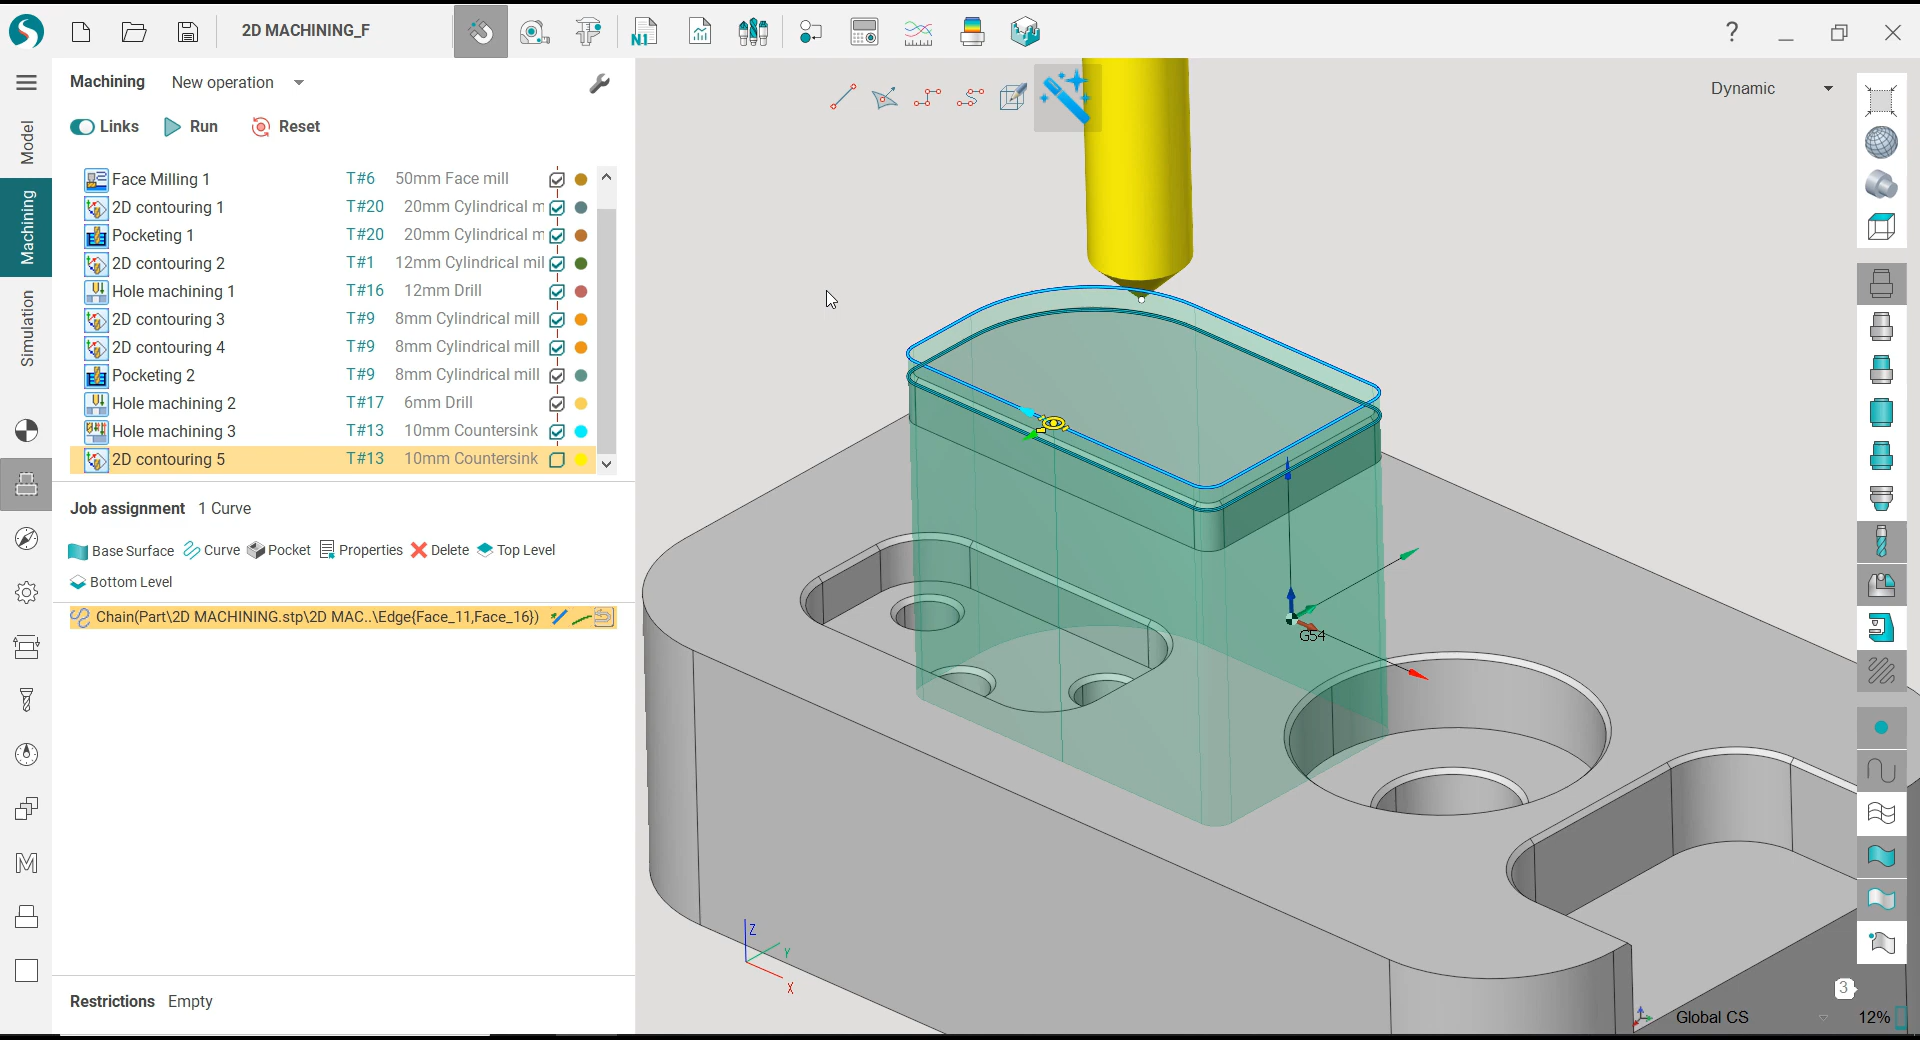 2D MACHINING_F
N1
?
Machining New operation
Links Run Reset
Dynamic
Model
Machining
Simulation
Face Milling 1 T#6 50mm Face mill
2D contouring 1 T#20 20mm Cylindrical m
Pocketing 1 T#20 20mm Cylindrical m
2D contouring 2 T#1 12mm Cylindrical mil
Hole machining 1 T#16 12mm Drill
2D contouring 3 T#9 8mm Cylindrical mill
2D contouring 4 T#9 8mm Cylindrical mill
Pocketing 2 T#9 8mm Cylindrical mill
Hole machining 2 T#17 6mm Drill
Hole machining 3 T#13 10mm Countersink
2D contouring 5 T#13 10mm Countersink
Job assignment 1 Curve
Base Surface Curve Pocket Properties Delete Top Level
Bottom Level
Chain(Part\2D MACHINING.stp\2D MAC..\Edge{Face_11,Face_16})
G54
Z
Y
X
M
Restrictions Empty
3
Global CS 12%